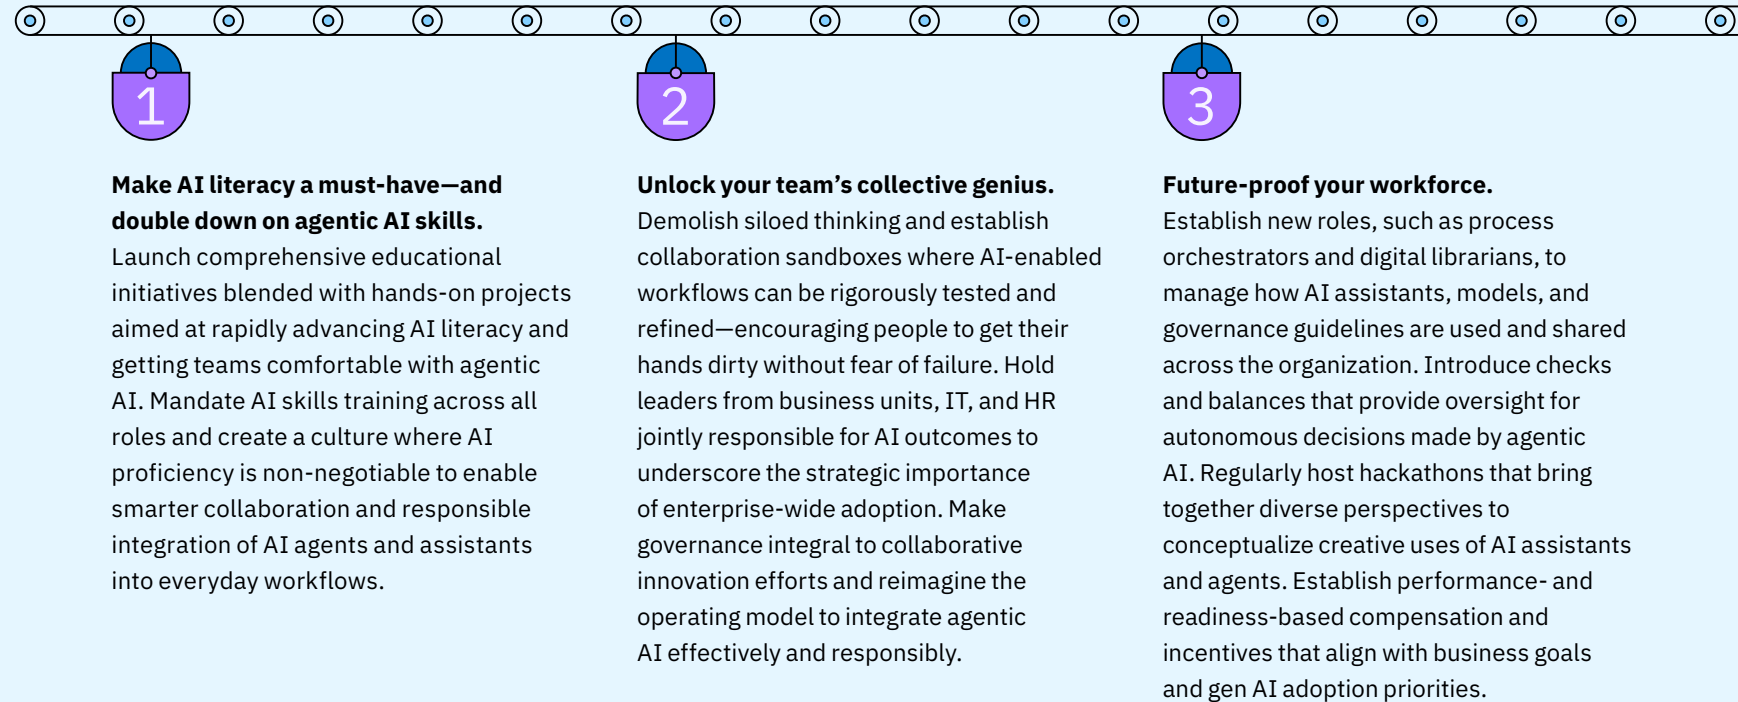 1
Make AI literacy a must-have—and
double down on agentic AI skills.
Launch comprehensive educational
initiatives blended with hands-on projects
aimed at rapidly advancing AI literacy and
getting teams comfortable with agentic
AI. Mandate AI skills training across all
roles and create a culture where AI
proficiency is non-negotiable to enable
smarter collaboration and responsible
integration of AI agents and assistants
into everyday workflows.
2
Unlock your team’s collective genius.
Demolish siloed thinking and establish
collaboration sandboxes where AI-enabled
workflows can be rigorously tested and
refined—encouraging people to get their
hands dirty without fear of failure. Hold
leaders from business units, IT, and HR
jointly responsible for AI outcomes to
underscore the strategic importance
of enterprise-wide adoption. Make
governance integral to collaborative
innovation efforts and reimagine the
operating model to integrate agentic
AI effectively and responsibly.
3
Future-proof your workforce.
Establish new roles, such as process
orchestrators and digital librarians, to
manage how AI assistants, models, and
governance guidelines are used and shared
across the organization. Introduce checks
and balances that provide oversight for
autonomous decisions made by agentic
AI. Regularly host hackathons that bring
together diverse perspectives to
conceptualize creative uses of AI assistants
and agents. Establish performance- and
readiness-based compensation and
incentives that align with business goals
and gen AI adoption priorities.